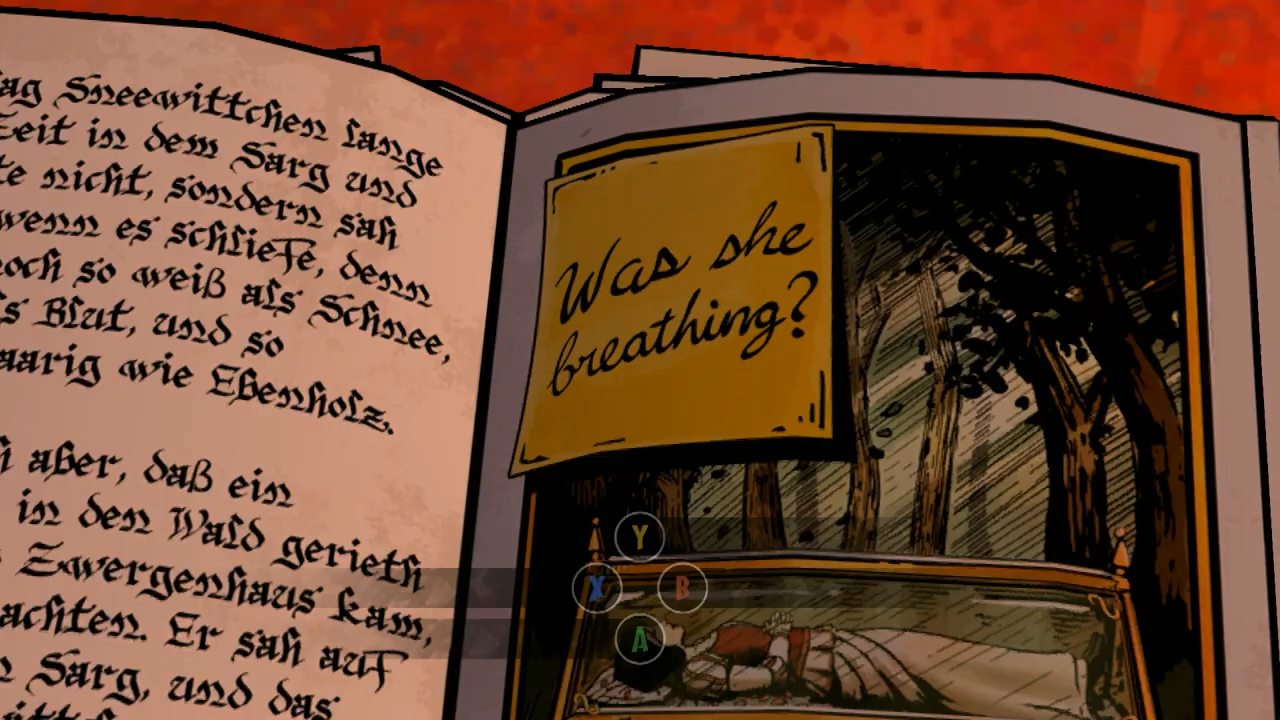 ag Sneewittchen lange
Zeit in dem Sarg und
te nicht, sondern sah
wenn es schliefe, denn
noch so weiß als Schnee,
s Blut, und so
aarig wie Ebenholz.
aber, daß ein
in den Wald gerieth
Zwergenhaus kam,
achten. Er sah auf
n Sarg, und das
Was she
breathing?
Y
X B
A